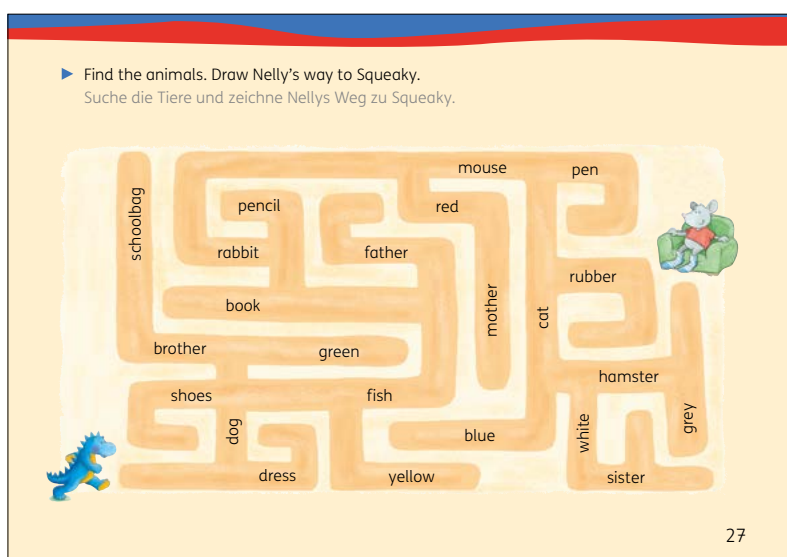 ▶ Find the animals. Draw Nelly's way to Squeaky.
Suche die Tiere und zeichne Nellys Weg zu Squeaky.
mouse pen
schoolbag
pencil red
rabbit father
rubber
book
mother
cat
brother green
hamster
shoes fish
grey
dog
white
blue
dress yellow sister
27